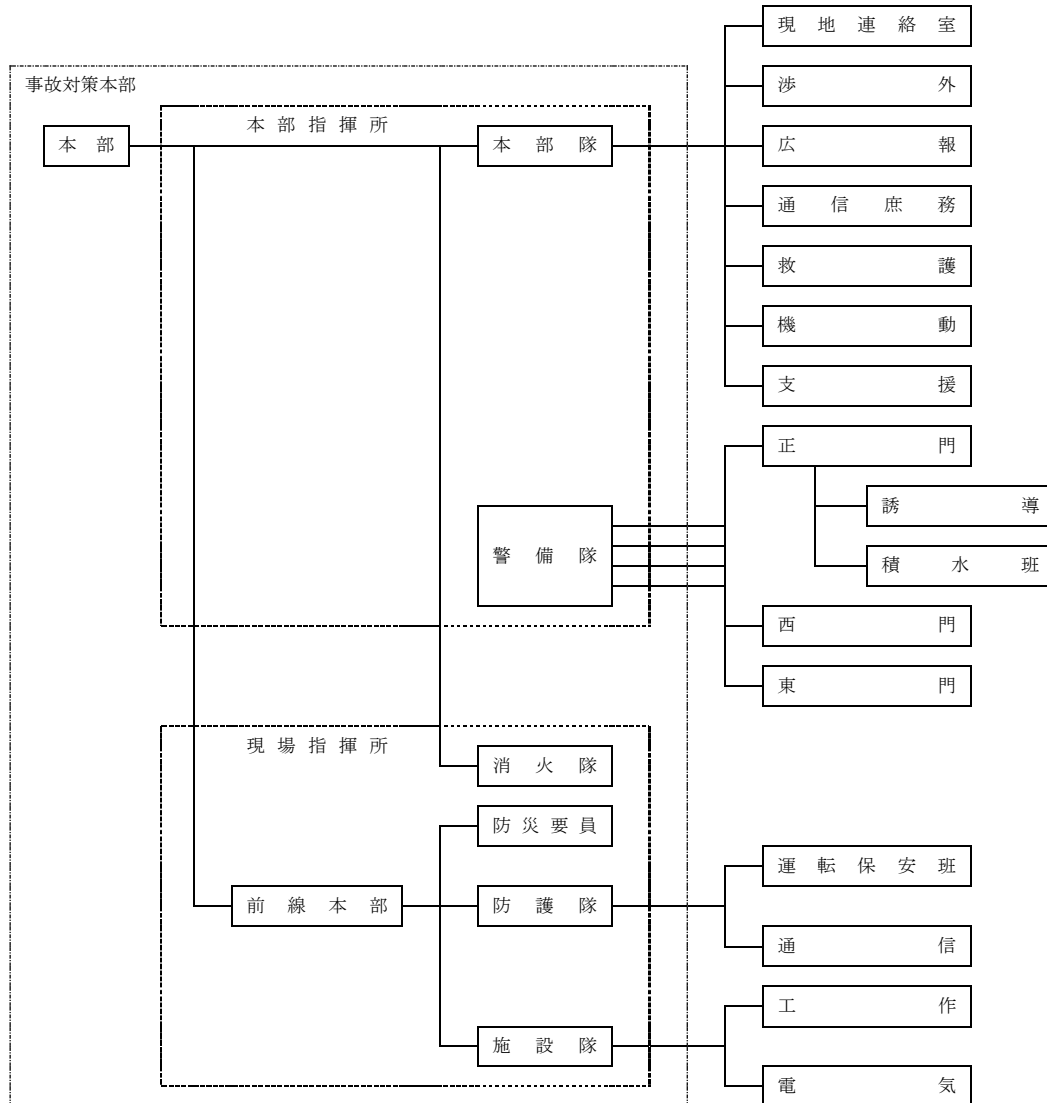 現地連絡室
事故対策本部
渉外
本部指揮所
本部
本部隊
広報
通信庶務
救護
機動
支援
正門
誘導
警備隊
積水班
西門
東門
現場指揮所
消火隊
防災要員
運転保安班
前線本部
防護隊
通信
工作
施設隊
電気